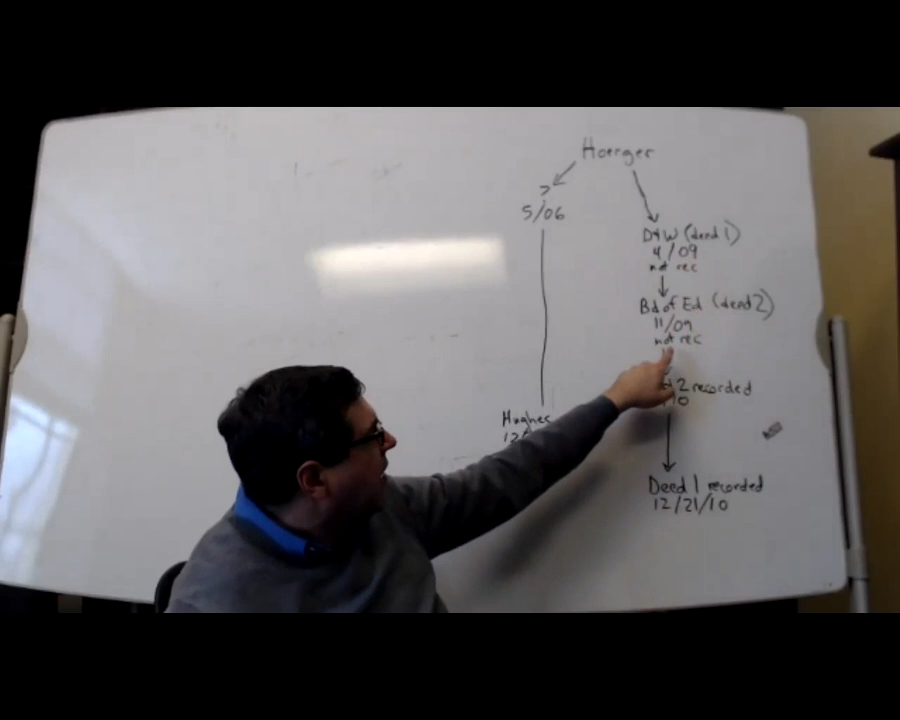 Hoerger
?
5/06
D+W (deed 1)
4/09
not rec
Bd of Ed (deed 2)
11/09
not rec
2 recorded
Hughes
Deed 1 recorded
12/21/10